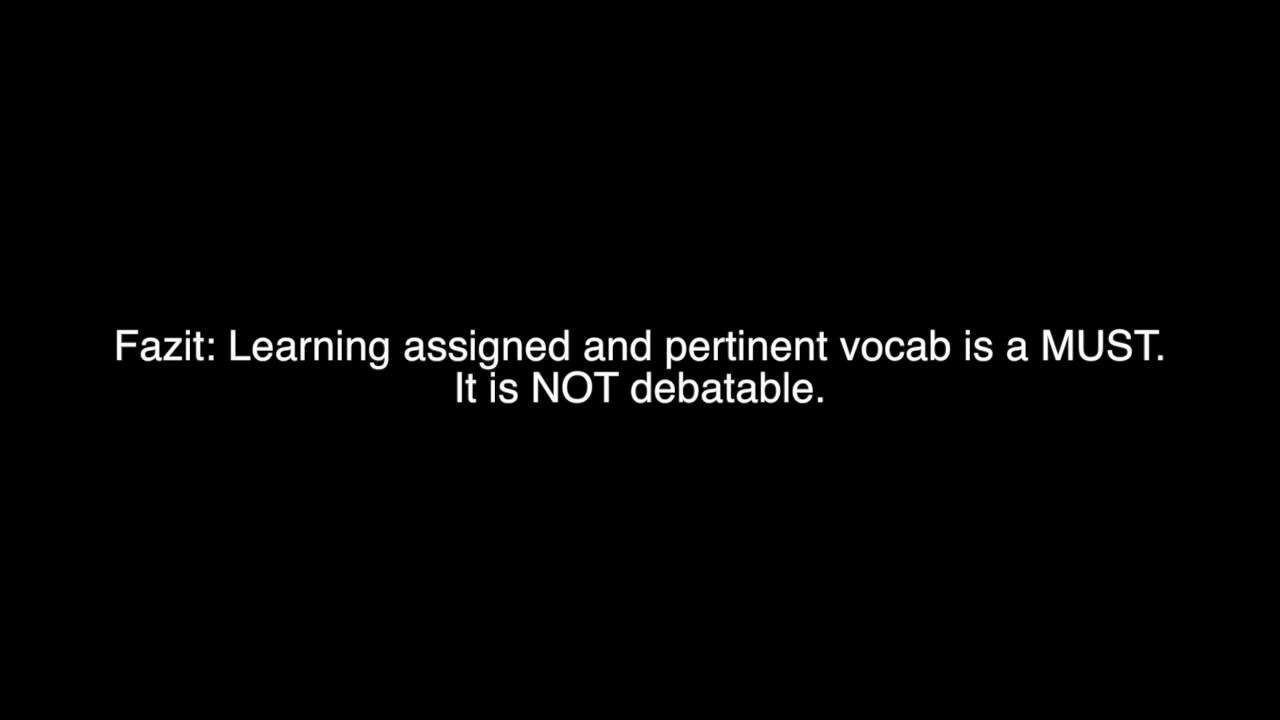 Fazit: Learning assigned and pertinent vocab is a MUST.
It is NOT debatable.